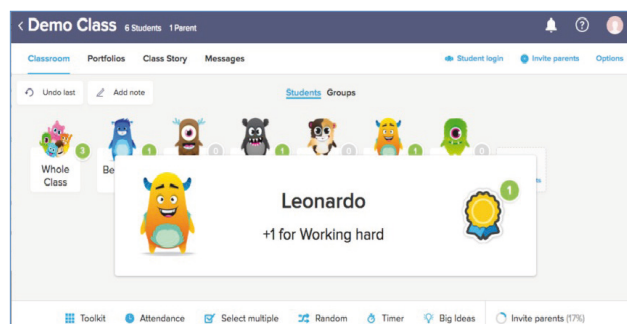 < Demo Class 6 Students 1 Parent
Classroom Portfolios Class Story Messages Student login Invite parents Options
Undo last Add note Students Groups
3 1 0 1 0 1 0
Whole
Class
Leonardo
+1 for Working hard
1
Toolkit Attendance Select multiple Random Timer Big Ideas Invite parents (17%)